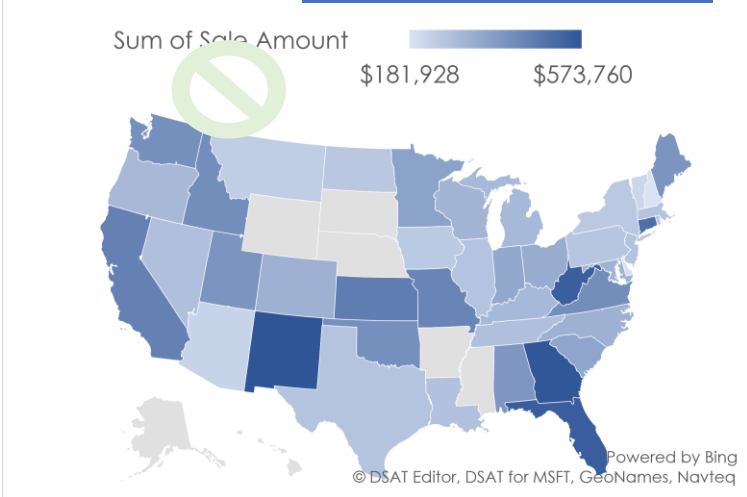 Sum of Sale Amount
$181,928 $573,760
Powered by Bing
© DSAT Editor, DSAT for MSFT, GeoNames, Navteq